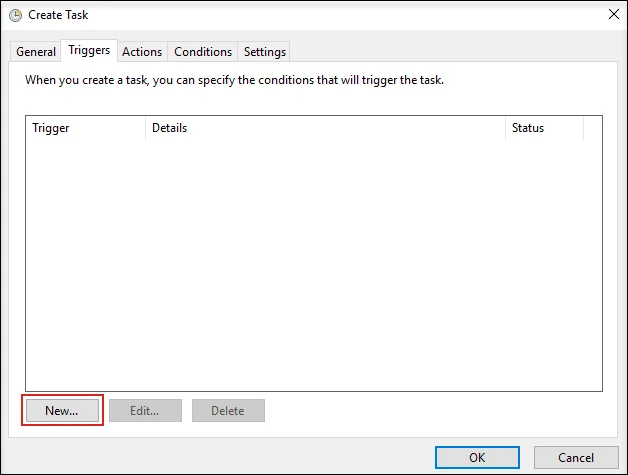 Create Task
General Triggers Actions Conditions Settings
When you create a task, you can specify the conditions that will trigger the task.
Trigger Details Status
New... Edit... Delete
OK Cancel